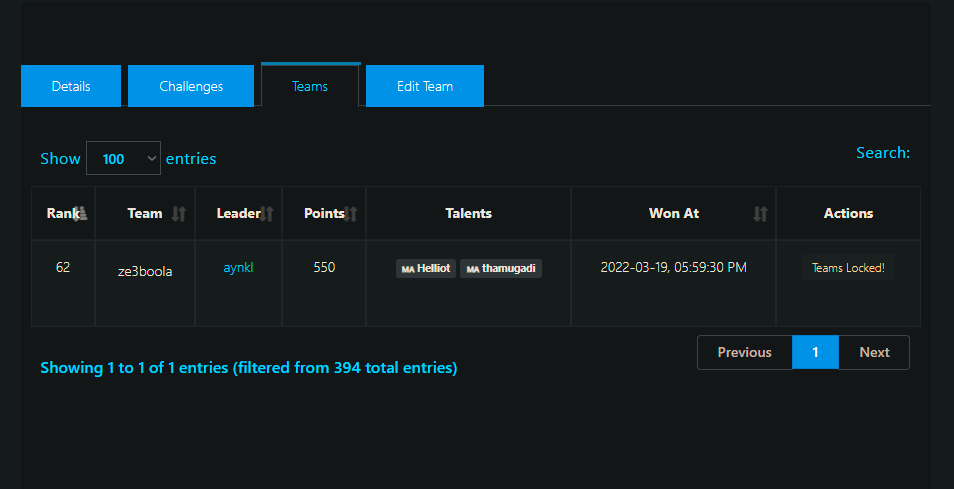 Details Challenges Teams Edit Team
Show 100 entries
Search:
Rank Team Leader Points Talents Won At Actions
62 ze3boola aynkl 550 MA Helliot MA thamugadi 2022-03-19, 05:59:30 PM Teams Locked!
Showing 1 to 1 of 1 entries (filtered from 394 total entries)
Previous 1 Next